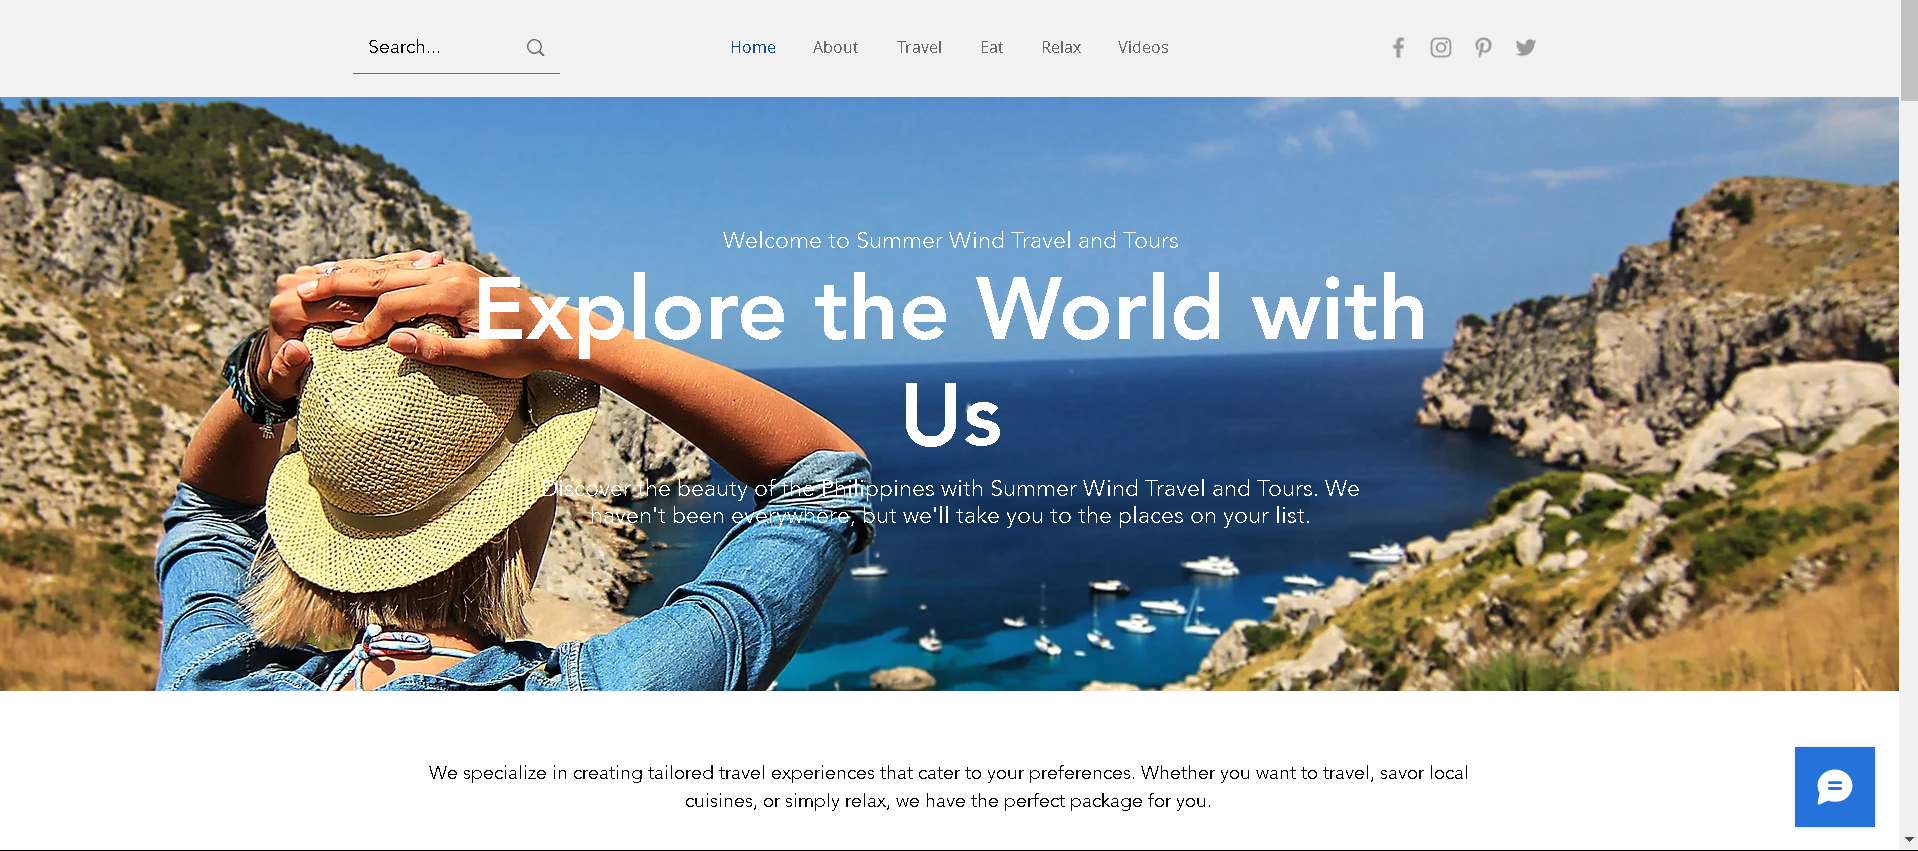 Search...
Home About Travel Eat Relax Videos
Welcome to Summer Wind Travel and Tours
Explore the World with
Us
Discover the beauty of the Philippines with Summer Wind Travel and Tours. We
haven't been everywhere, but we'll take you to the places on your list.
We specialize in creating tailored travel experiences that cater to your preferences. Whether you want to travel, savor local
cuisines, or simply relax, we have the perfect package for you.